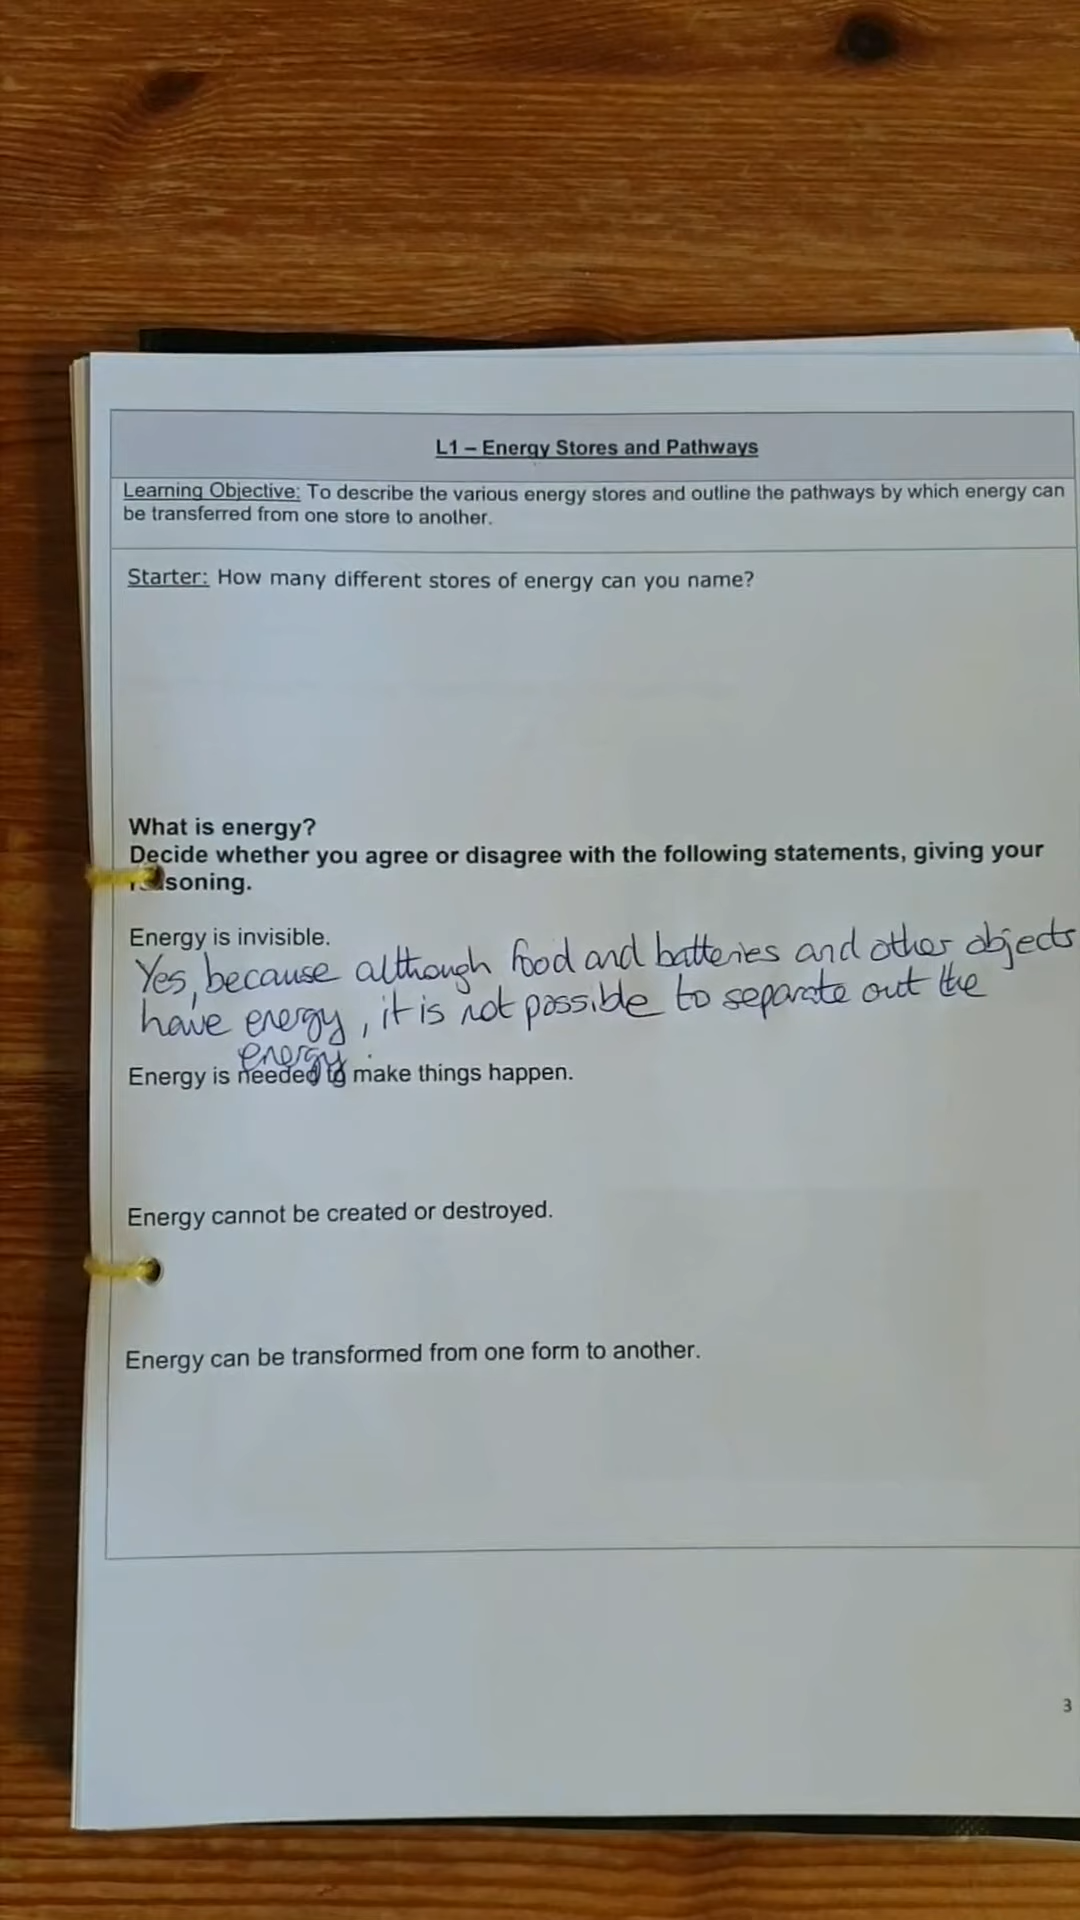 L1 – Energy Stores and Pathways
Learning Objective: To describe the various energy stores and outline the pathways by which energy can
be transferred from one store to another.
Starter: How many different stores of energy can you name?
What is energy?
Decide whether you agree or disagree with the following statements, giving your
reasoning.
Energy is invisible.
Yes, because although food and batteries and other objects
have energy, it is not possible to separate out the
energy.
Energy is needed to make things happen.
Energy cannot be created or destroyed.
Energy can be transformed from one form to another.
3